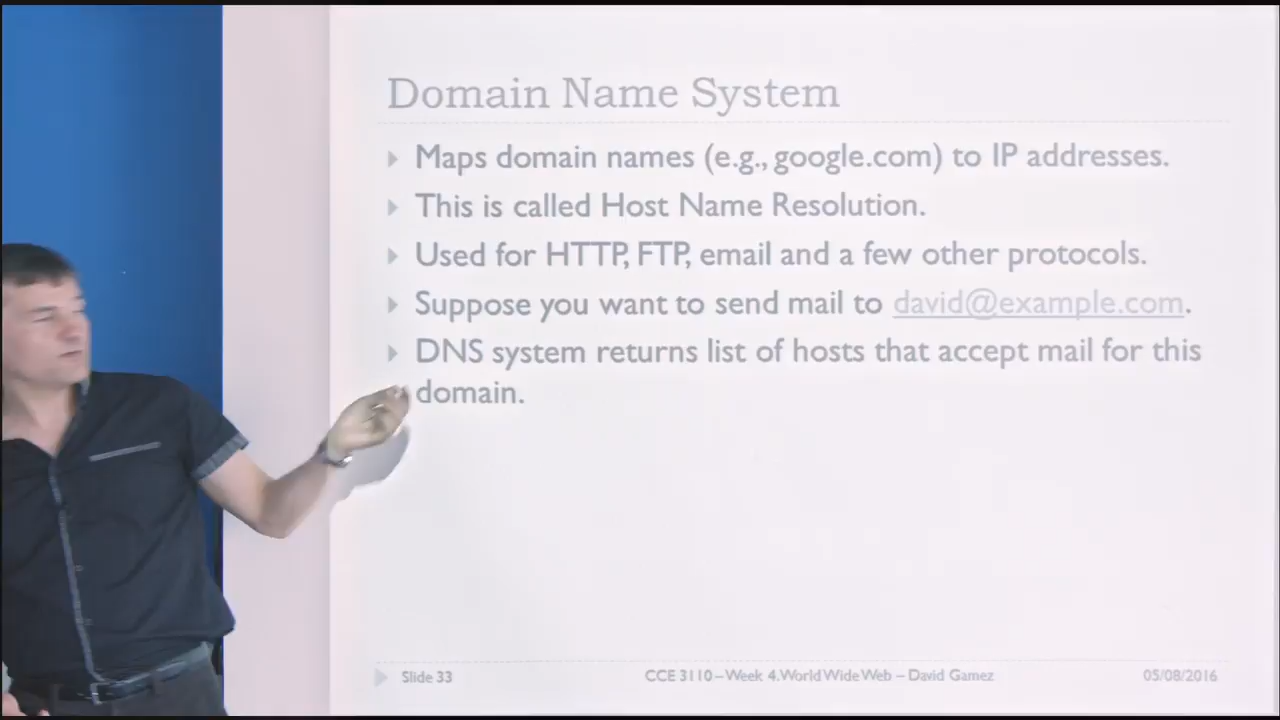 Domain Name System
Maps domain names (e.g., google.com) to IP addresses.
This is called Host Name Resolution.
Used for HTTP, FTP, email and a few other protocols.
Suppose you want to send mail to david@example.com.
DNS system returns list of hosts that accept mail for this
domain.
Slide 33
CCE 3110 – Week 4.World Wide Web – David Gamez
05/08/2016